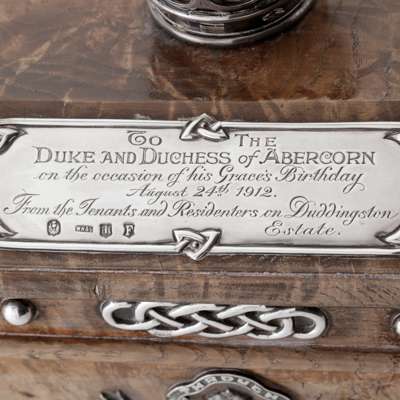 To The
Duke and Duchess of Abercorn
on the occasion of his Grace's Birthday
August 24th 1912.
From the Tenants and Residenters on Duddingston
Estate.
F